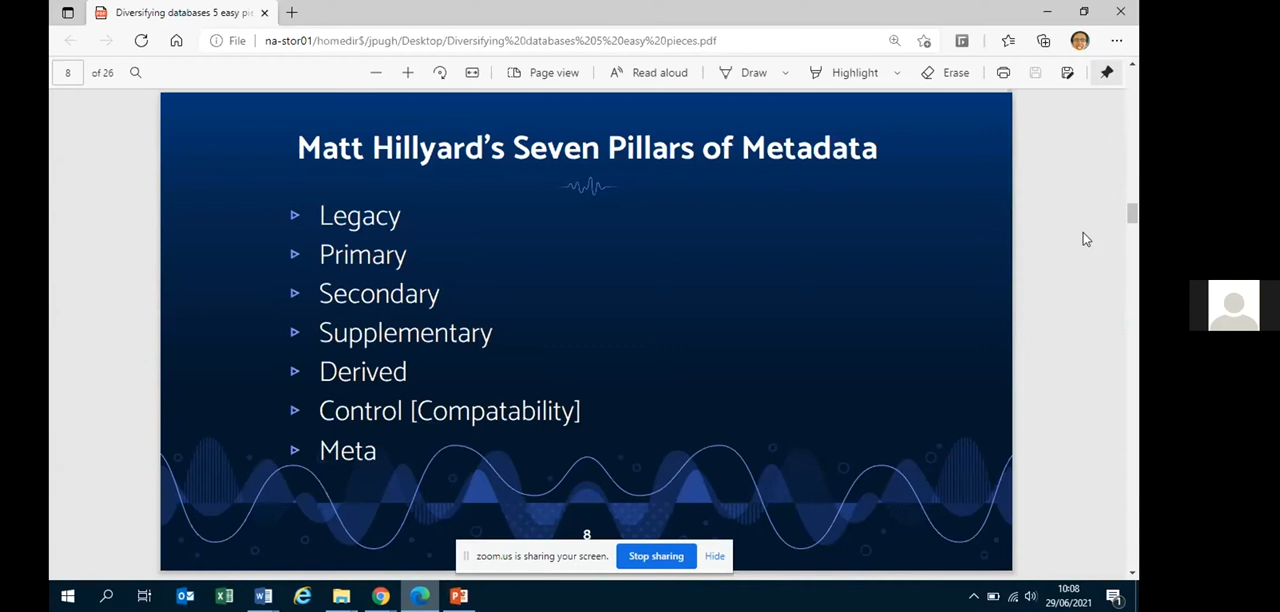 Diversifying databases 5 easy pie
File
na-stor01/homedir$/jpugh/Desktop/Diversifying%20databases%205%20easy%20pieces.pdf
8 of 26
Page view
Read aloud
Draw
Highlight
Erase
Matt Hillyard's Seven Pillars of Metadata
Legacy
Primary
Secondary
Supplementary
Derived
Control [Compatability]
Meta
8
zoom.us is sharing your screen. Stop sharing Hide
10:08
29/06/2021